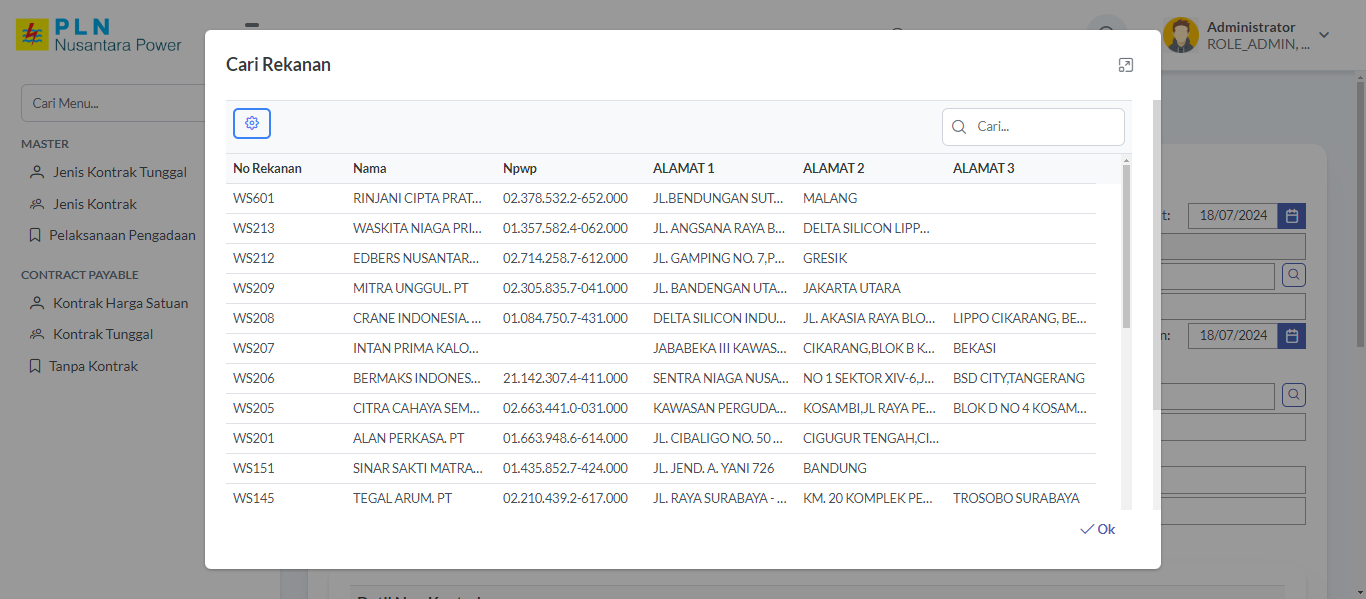 PLN
Nusantara Power
Administrator
ROLE_ADMIN, ...
Cari Menu...
MASTER
Jenis Kontrak Tunggal
Jenis Kontrak
Pelaksanaan Pengadaan
CONTRACT PAYABLE
Kontrak Harga Satuan
Kontrak Tunggal
Tanpa Kontrak
Cari Rekanan
Cari...
No Rekanan Nama Npwp ALAMAT 1 ALAMAT 2 ALAMAT 3
WS601 RINJANI CIPTA PRAT... 02.378.532.2-652.000 JL.BENDUNGAN SUT... MALANG
WS213 WASKITA NIAGA PRI... 01.357.582.4-062.000 JL. ANGSANA RAYA B... DELTA SILICON LIPP...
WS212 EDBERS NUSANTAR... 02.714.258.7-612.000 JL. GAMPING NO. 7,P... GRESIK
WS209 MITRA UNGGUL. PT 02.305.835.7-041.000 JL. BANDENGAN UTA... JAKARTA UTARA
WS208 CRANE INDONESIA. ... 01.084.750.7-431.000 DELTA SILICON INDU... JL. AKASIA RAYA BLO... LIPPO CIKARANG, BE...
WS207 INTAN PRIMA KALO... JABABEKA III KAWAS... CIKARANG,BLOK B K... BEKASI
WS206 BERMAKS INDONES... 21.142.307.4-411.000 SENTRA NIAGA NUSA... NO 1 SEKTOR XIV-6,J... BSD CITY,TANGERANG
WS205 CITRA CAHAYA SEM... 02.663.441.0-031.000 KAWASAN PERGUDA... KOSAMBI,JL RAYA PE... BLOK D NO 4 KOSAM...
WS201 ALAN PERKASA. PT 01.663.948.6-614.000 JL. CIBALIGO NO. 50 ... CIGUGUR TENGAH,CI...
WS151 SINAR SAKTI MATRA... 01.435.852.7-424.000 JL. JEND. A. YANI 726 BANDUNG
WS145 TEGAL ARUM. PT 02.210.439.2-617.000 JL. RAYA SURABAYA - ... KM. 20 KOMPLEK PE... TROSOBO SURABAYA
Ok
t: 18/07/2024
n: 18/07/2024